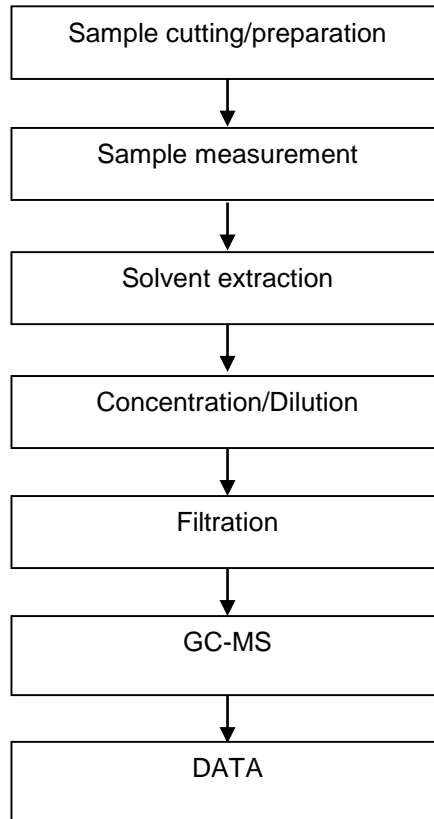 Sample cutting/preparation
Sample measurement
Solvent extraction
Concentration/Dilution
Filtration
GC-MS
DATA